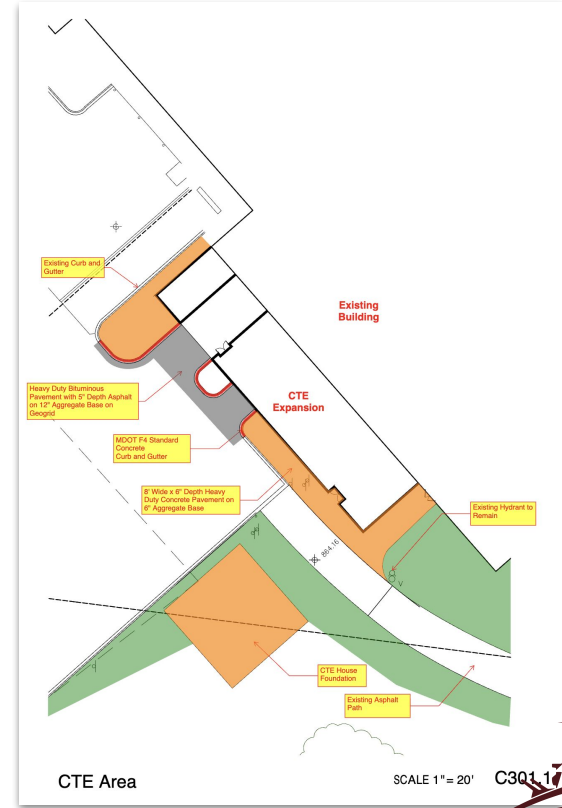 Existing Curb and
Gutter
Existing
Building
Heavy Duty Bituminous
Pavement with 5" Depth Asphalt
on 12" Aggregate Base on
Geogrid
CTE
Expansion
MDOT F4 Standard
Concrete
Curb and Gutter
8' Wide x 6" Depth Heavy
Duty Concrete Pavement on
6" Aggregate Base
Existing Hydrant to
Remain
864.16
V
CTE House
Foundation
Existing Asphalt
Path
CTE Area
SCALE 1"= 20'
C301.1